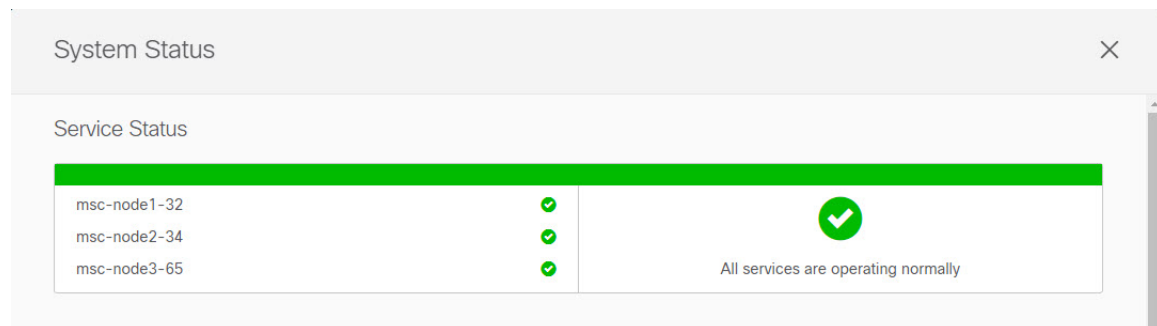 System Status
Service Status
msc-node1-32
msc-node2-34
msc-node3-65
All services are operating normally